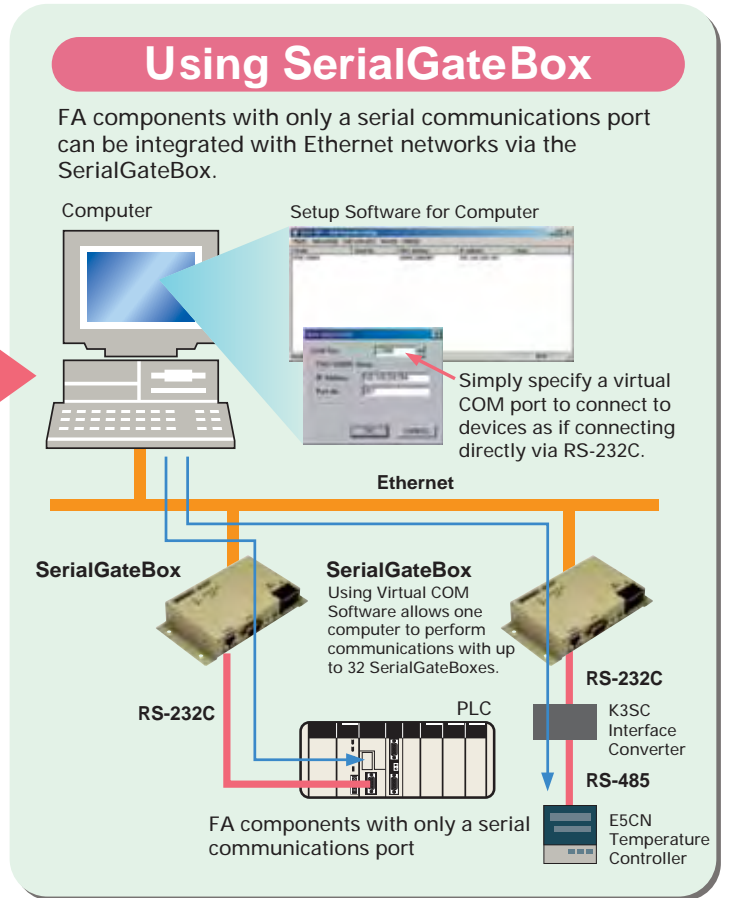 Using SerialGateBox
FA components with only a serial communications port
can be integrated with Ethernet networks via the
SerialGateBox.
Computer
Setup Software for Computer
Simply specify a virtual
COM port to connect to
devices as if connecting
directly via RS-232C.
Ethernet
SerialGateBox
SerialGateBox
Using Virtual COM
Software allows one
computer to perform
communications with up
to 32 SerialGateBoxes.
RS-232C
RS-232C
PLC
K3SC
Interface
Converter
RS-485
FA components with only a serial
communications port
E5CN
Temperature
Controller